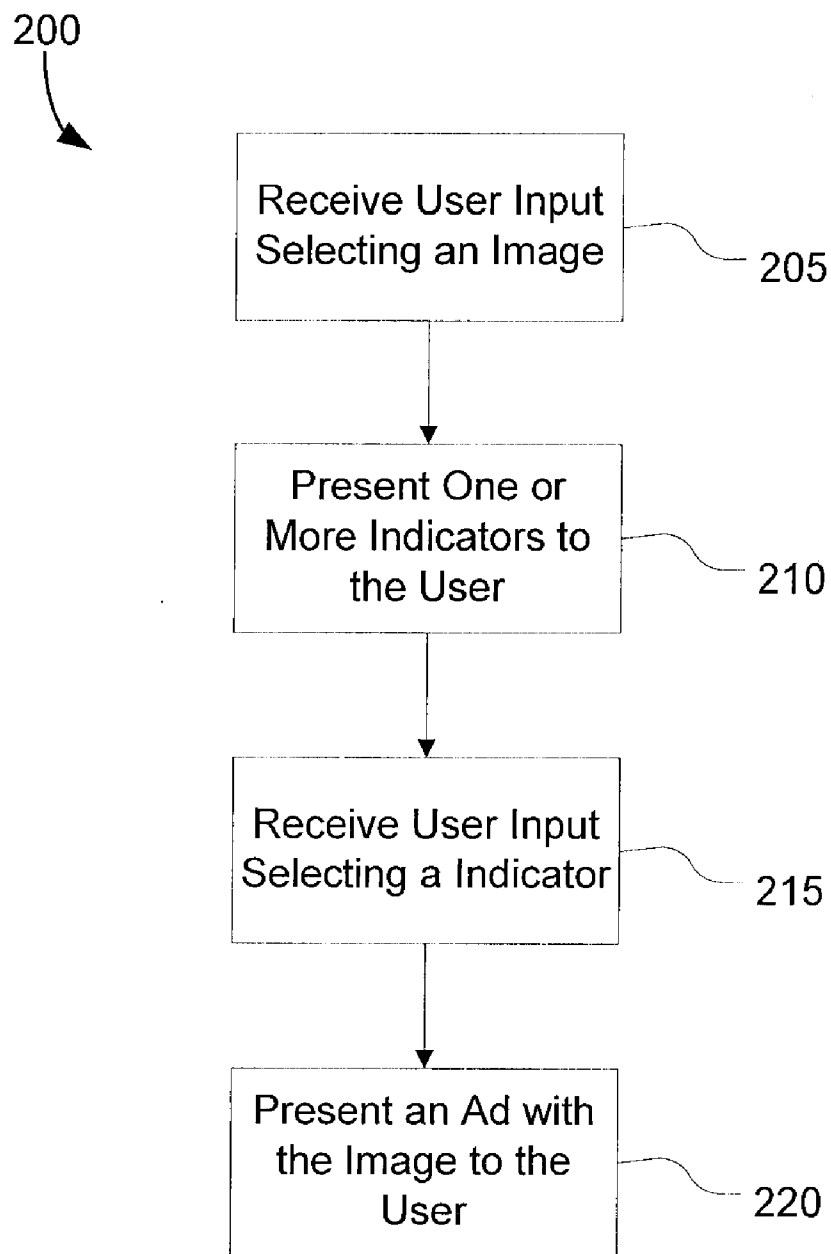 200
Receive User Input
Selecting an Image
205
Present One or
More Indicators to
the User
210
Receive User Input
Selecting a Indicator
215
Present an Ad with
the Image to the
User
220